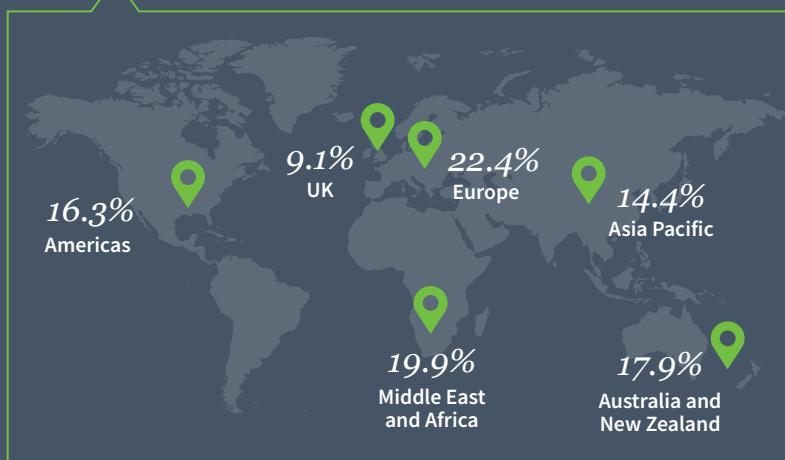 9.1%
UK
22.4%
Europe
16.3%
Americas
14.4%
Asia Pacific
19.9%
Middle East
and Africa
17.9%
Australia and
New Zealand